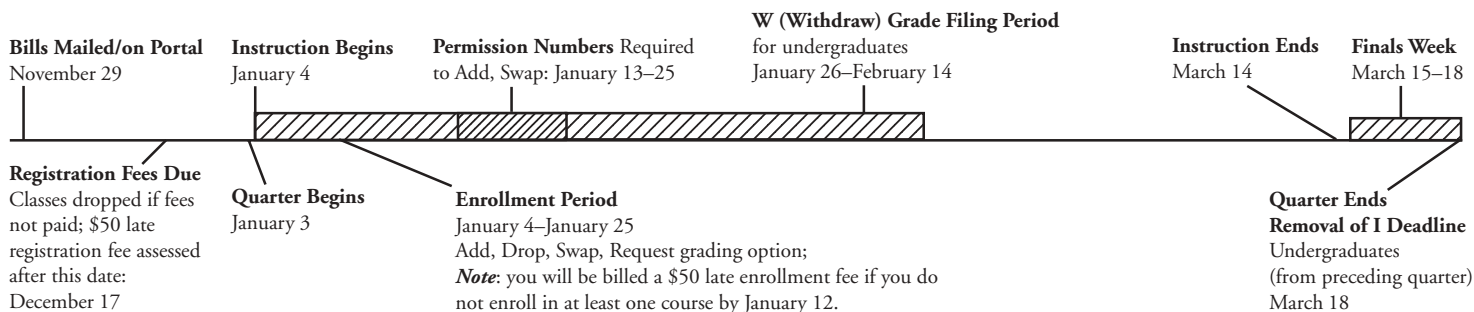 Bills Mailed/on Portal
November 29
Instruction Begins
January 4
Permission Numbers Required
to Add, Swap: January 13–25
W (Withdraw) Grade Filing Period
for undergraduates
January 26–February 14
Instruction Ends
March 14
Finals Week
March 15–18
Registration Fees Due
Classes dropped if fees
not paid; $50 late
registration fee assessed
after this date:
December 17
Quarter Begins
January 3
Enrollment Period
January 4–January 25
Add, Drop, Swap, Request grading option;
Note: you will be billed a $50 late enrollment fee if you do
not enroll in at least one course by January 12.
Quarter Ends
Removal of I Deadline
Undergraduates
(from preceding quarter)
March 18